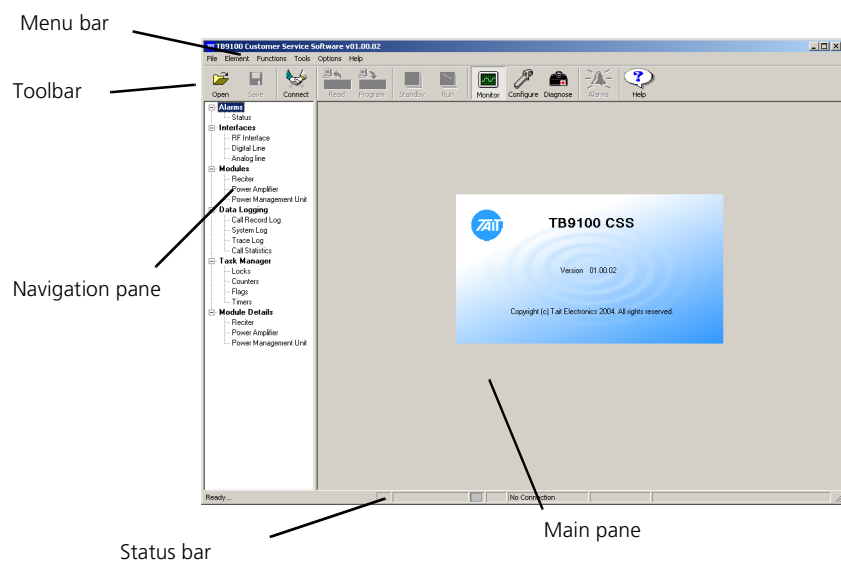 Menu bar
TB9100 Customer Service Software v01.00.02
File Element Functions Tools Options Help
Toolbar
Open Save Connect Read Program Standby Run Monitor Configure Diagnose Alarms Help
Alarms
Status
Interfaces
RF Interface
Digital Line
Analog line
Modules
Reciter
Power Amplifier
Power Management Unit
Data Logging
Call Record Log
System Log
Trace Log
Call Statistics
Task Manager
Locks
Counters
Flags
Timers
Module Details
Reciter
Power Amplifier
Power Management Unit
Navigation pane
TAIT
TB9100 CSS
Version 01.00.02
Copyright (c) Tait Electronics 2004. All rights reserved.
Ready...
No Connection
Main pane
Status bar